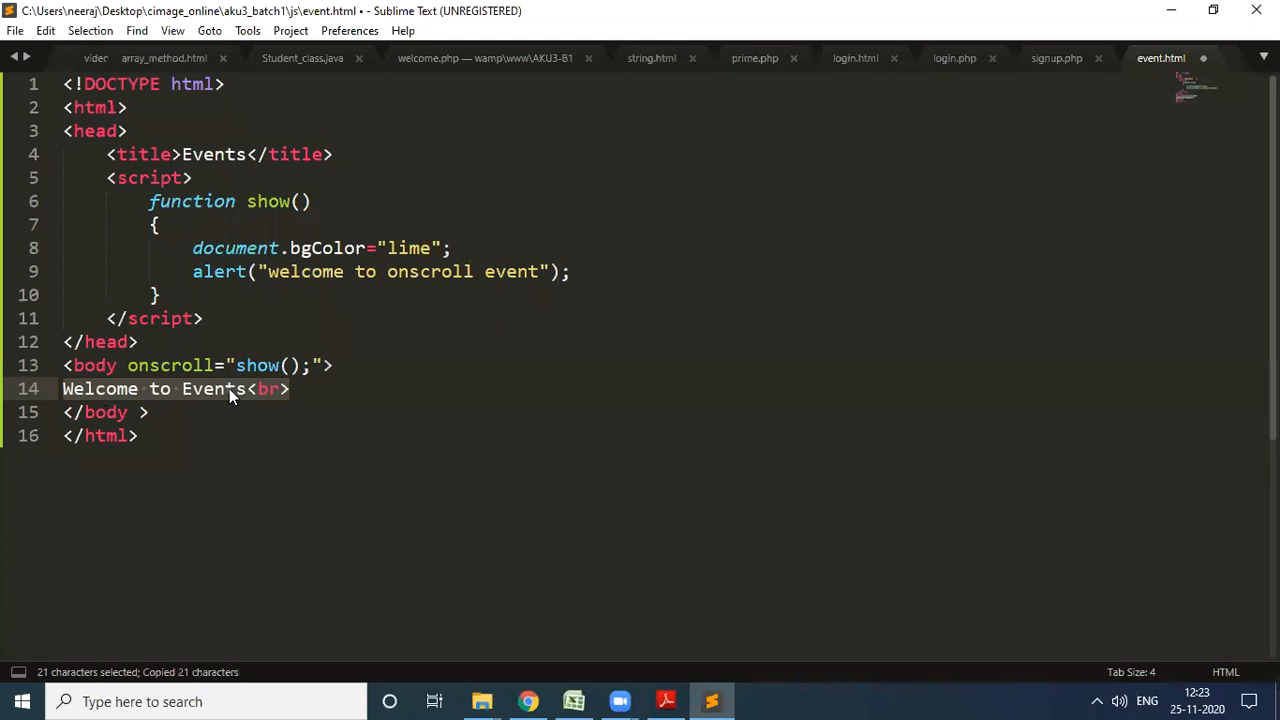 C:\Users\neeraj\Desktop\cimage_online\aku3_batch1\js\event.html • - Sublime Text (UNREGISTERED)
File Edit Selection Find View Goto Tools Project Preferences Help
array_method.html Student_class.java welcome.php — wamp\www\AKU3-B1 string.html prime.php login.html login.php signup.php event.html
1 <!DOCTYPE html>
2 <html>
3 <head>
4 <title>Events</title>
5 <script>
6 function show()
7 {
8 document.bgColor="lime";
9 alert("welcome to onscroll event");
10 }
11 </script>
12 </head>
13 <body onscroll="show();">
14 Welcome to Events<br>
15 </body >
16 </html>
21 characters selected; Copied 21 characters Tab Size: 4 HTML
Type here to search ENG 12:23
25-11-2020